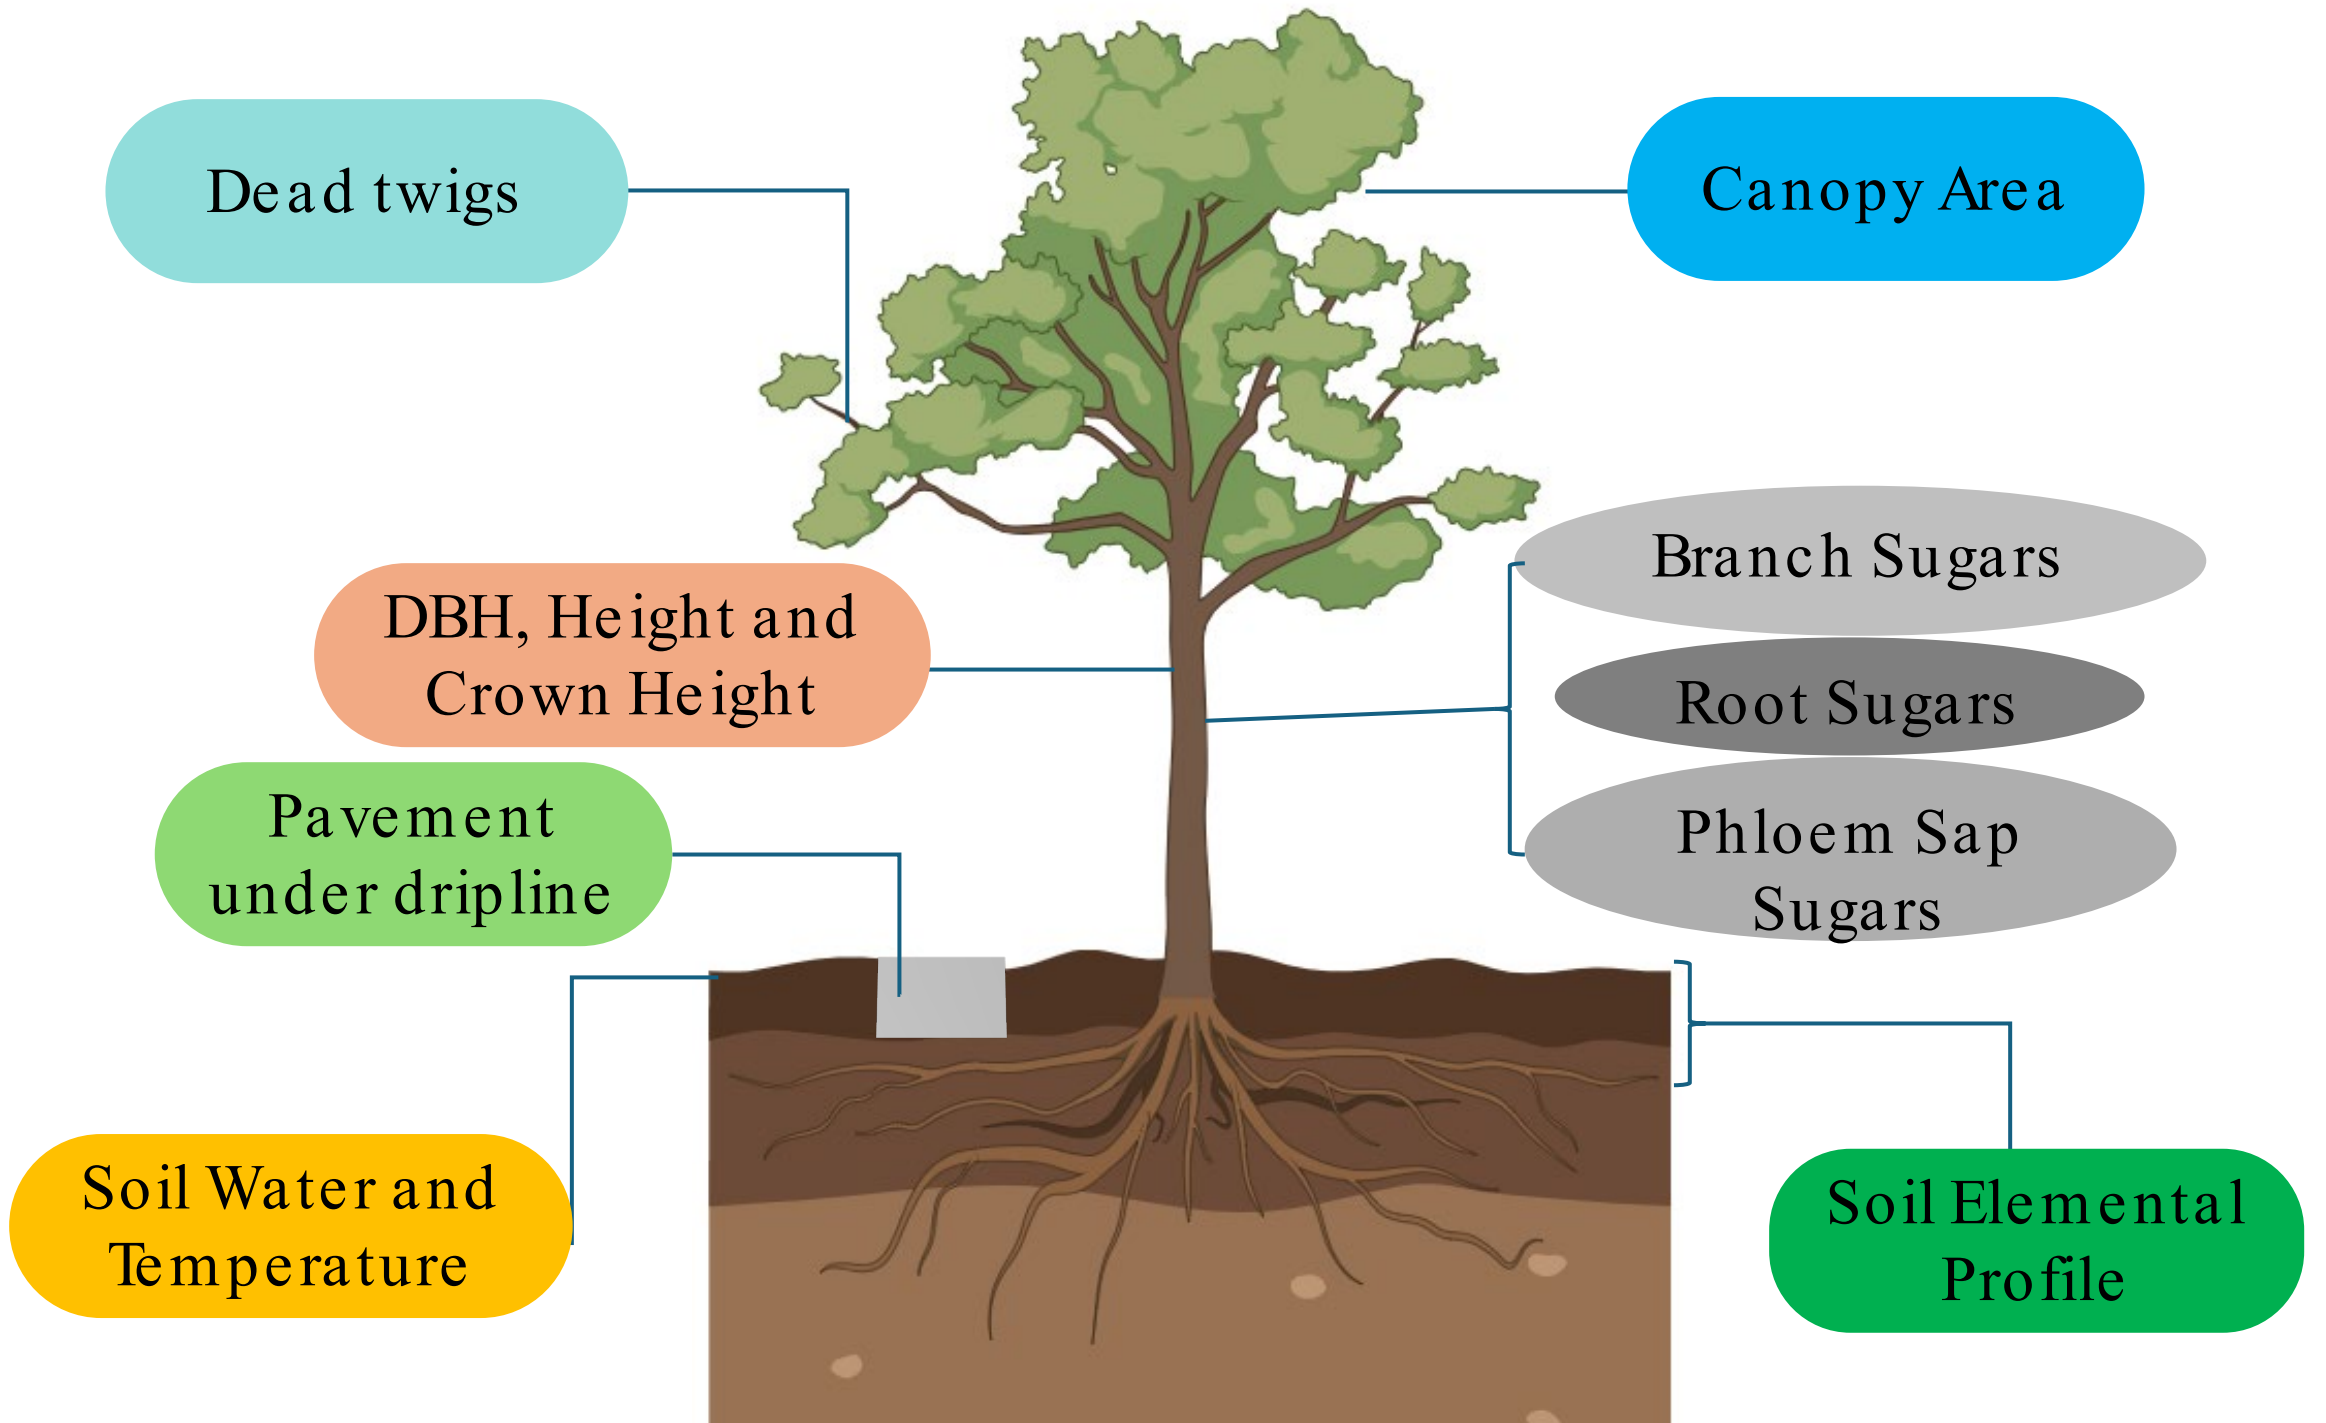 Dead twigs
Canopy Area
Branch Sugars
DBH, Height and
Crown Height
Root Sugars
Pavement
under dripline
Phloem Sap
Sugars
Soil Water and
Temperature
Soil Elemental
Profile